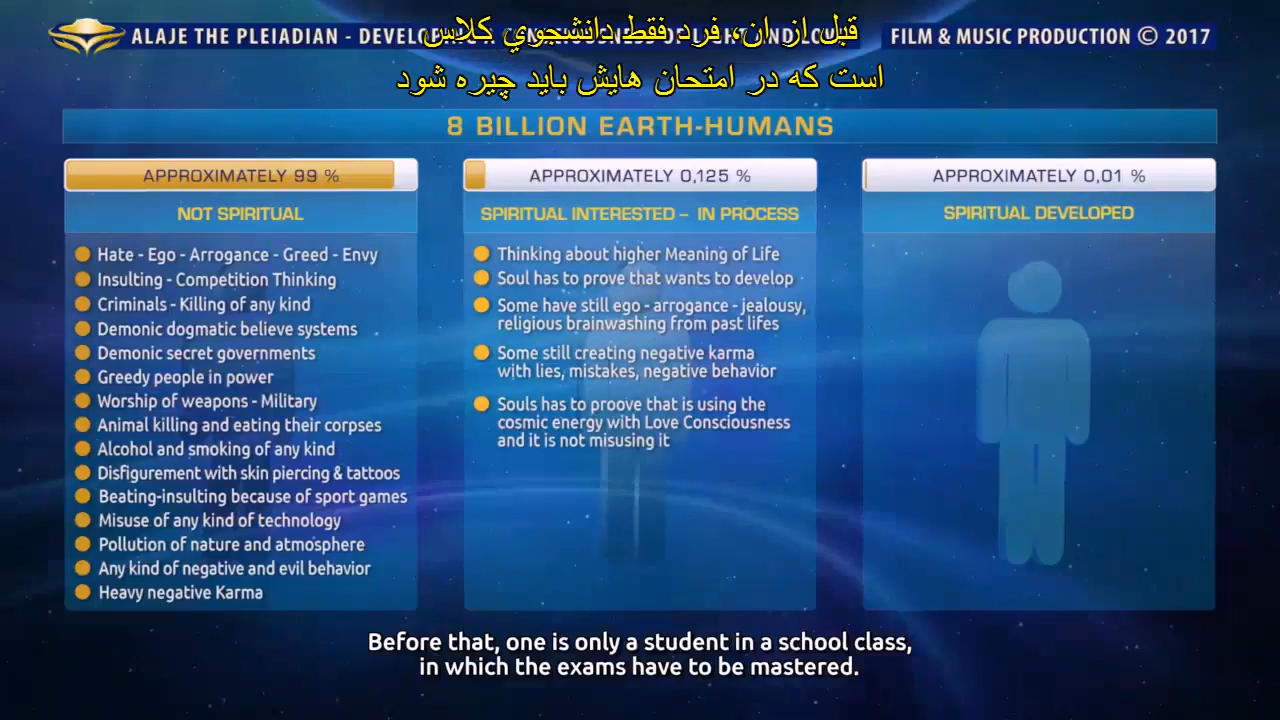 ALAJE THE PLEIADIAN - OF FILM & MUSIC PRODUCTION © 2017
قبل از ان، فرد فقط دانشجوي كلاس
است كه در امتحان هايش بايد چيره شود
8 BILLION EARTH-HUMANS
APPROXIMATELY 99 %
NOT SPIRITUAL
Hate - Ego - Arrogance - Greed - Envy
Insulting - Competition Thinking
Criminals - Killing of any kind
Demonic dogmatic believe systems
Demonic secret governments
Greedy people in power
Worship of weapons - Military
Animal killing and eating their corpses
Alcohol and smoking of any kind
Disfigurement with skin piercing & tattoos
Beating-insulting because of sport games
Misuse of any kind of technology
Pollution of nature and atmosphere
Any kind of negative and evil behavior
Heavy negative Karma
APPROXIMATELY 0,125 %
SPIRITUAL INTERESTED – IN PROCESS
Thinking about higher Meaning of Life
Soul has to prove that wants to develop
Some have still ego - arrogance - jealousy,
religious brainwashing from past lifes
Some still creating negative karma
with lies, mistakes, negative behavior
Souls has to proove that is using the
cosmic energy with Love Consciousness
and it is not misusing it
APPROXIMATELY 0,01 %
SPIRITUAL DEVELOPED
Before that, one is only a student in a school class,
in which the exams have to be mastered.